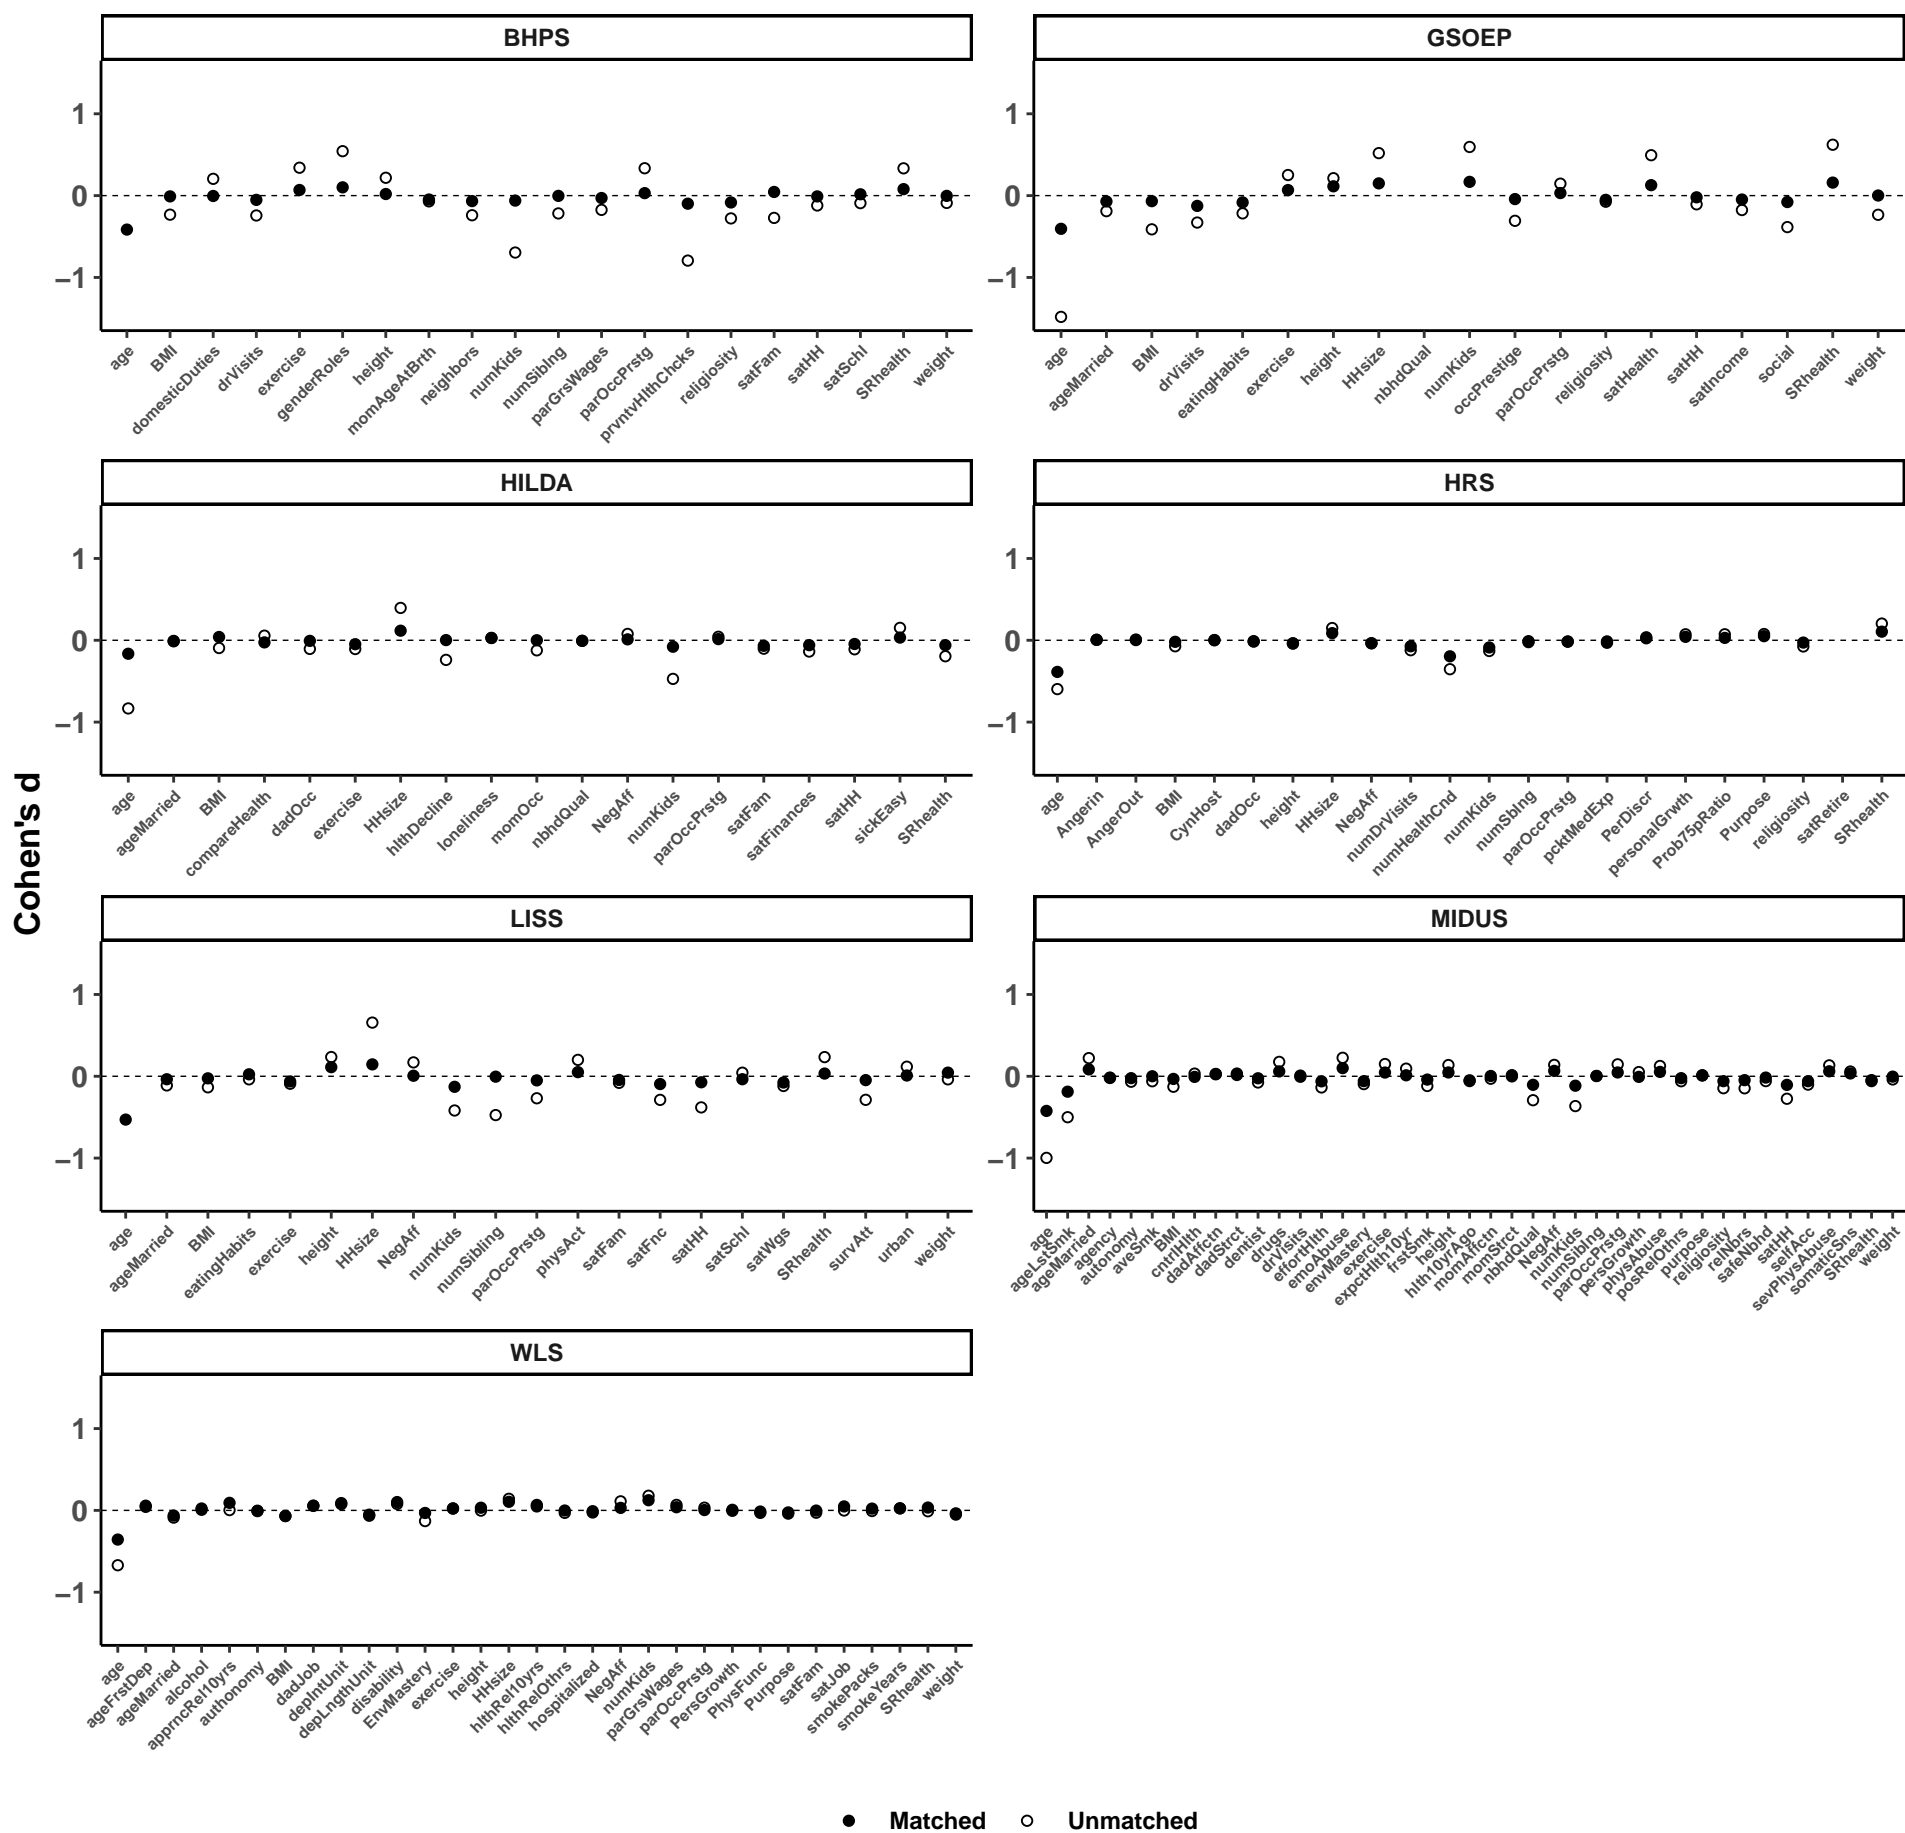 Cohen's d
BHPS
1
0
−1
age
BMI
domesticDuties
drVisits
exercise
genderRoles
height
momAgeAtBrth
neighbors
numKids
numSiblng
parGrsWages
parOccPrstg
prvntvHlthChcks
religiosity
satFam
satHH
satSchl
SRhealth
weight
GSOEP
1
0
−1
age
ageMarried
BMI
drVisits
eatingHabits
exercise
height
HHsize
nbhdQual
numKids
occPrestige
parOccPrstg
religiosity
satHealth
satHH
satIncome
social
SRhealth
weight
HILDA
1
0
−1
age
ageMarried
BMI
compareHealth
dadOcc
exercise
HHsize
hlthDecline
loneliness
momOcc
nbhdQual
NegAff
numKids
parOccPrstg
satFam
satFinances
satHH
sickEasy
SRhealth
HRS
1
0
−1
age
Angerin
AngerOut
BMI
CynHost
dadOcc
height
HHsize
NegAff
numDrVisits
numHealthCnd
numKids
numSiblng
parOccPrstg
pcktMedExp
PerDiscr
personalGrwth
Prob75pRatio
Purpose
religiosity
satRetire
SRhealth
LISS
1
0
−1
age
ageMarried
BMI
eatingHabits
exercise
height
HHsize
NegAff
numKids
numSibling
parOccPrstg
physAct
satFam
satFnc
satHH
satSchl
satWgs
SRhealth
survAtt
urban
weight
MIDUS
1
0
−1
age
ageLstSmk
ageMarried
agency
autonomy
aveSmk
BMI
cntrlHlth
dadAffctn
dadStrct
dentist
drugs
drVisits
effortHlth
emoAbuse
envMastery
exercise
expctHlth10yr
frstSmk
height
hlth10yrAgo
momAffctn
momStrct
nbhdQual
NegAff
numKids
numSiblng
parOccPrstg
persGrowth
physAbuse
posRelOthrs
purpose
religiosity
relNbrs
safeNbhd
satHH
selfAcc
sevPhysAbuse
somaticSns
SRhealth
weight
WLS
1
0
−1
age
ageFrstDep
ageMarried
alcohol
apprncRel10yrs
authonomy
BMI
dadJob
depIntUnit
depLngthUnit
disability
EnvMastery
exercise
height
HHsize
hlthRel10yrs
hlthRelOthrs
hospitalized
NegAff
numKids
parGrsWages
parOccPrstg
PersGrowth
PhysFunc
Purpose
satFam
satJob
smokePacks
smokeYears
SRhealth
weight
Matched
Unmatched